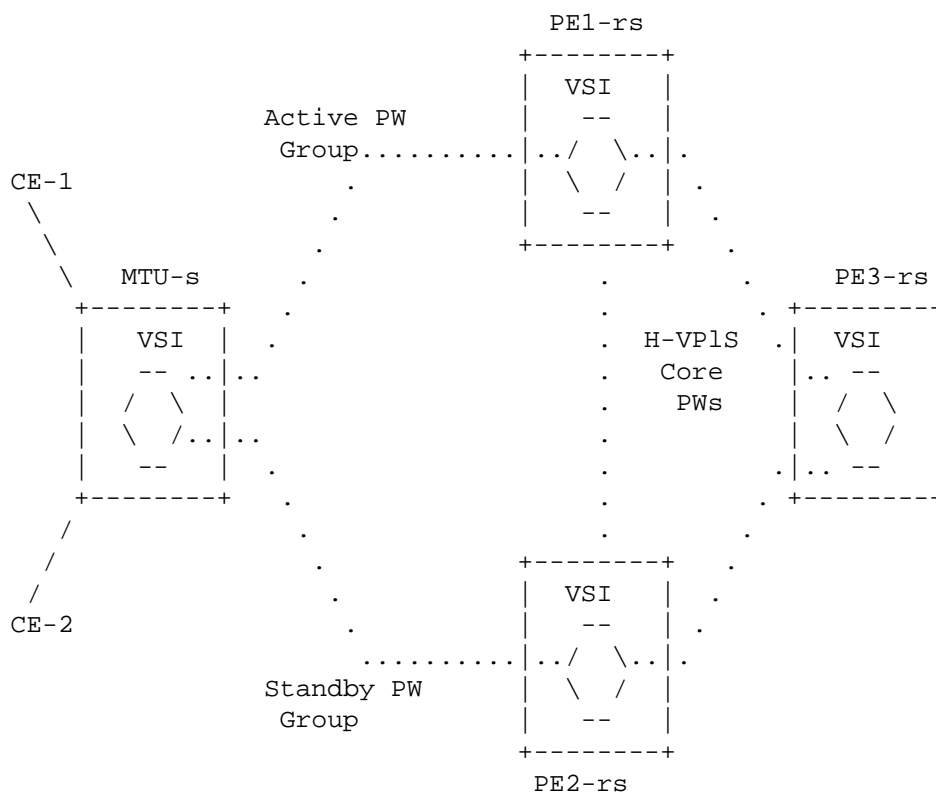 PE1-rs
VSI
Active PW
Group
CE-1
MTU-s
PE3-rs
VSI
H-VPlS
VSI
Core
PWs
VSI
CE-2
Standby PW
Group
PE2-rs